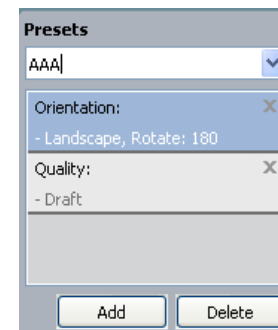 Presets
AAA
Orientation:
- Landscape, Rotate: 180
Quality:
- Draft
Add
Delete